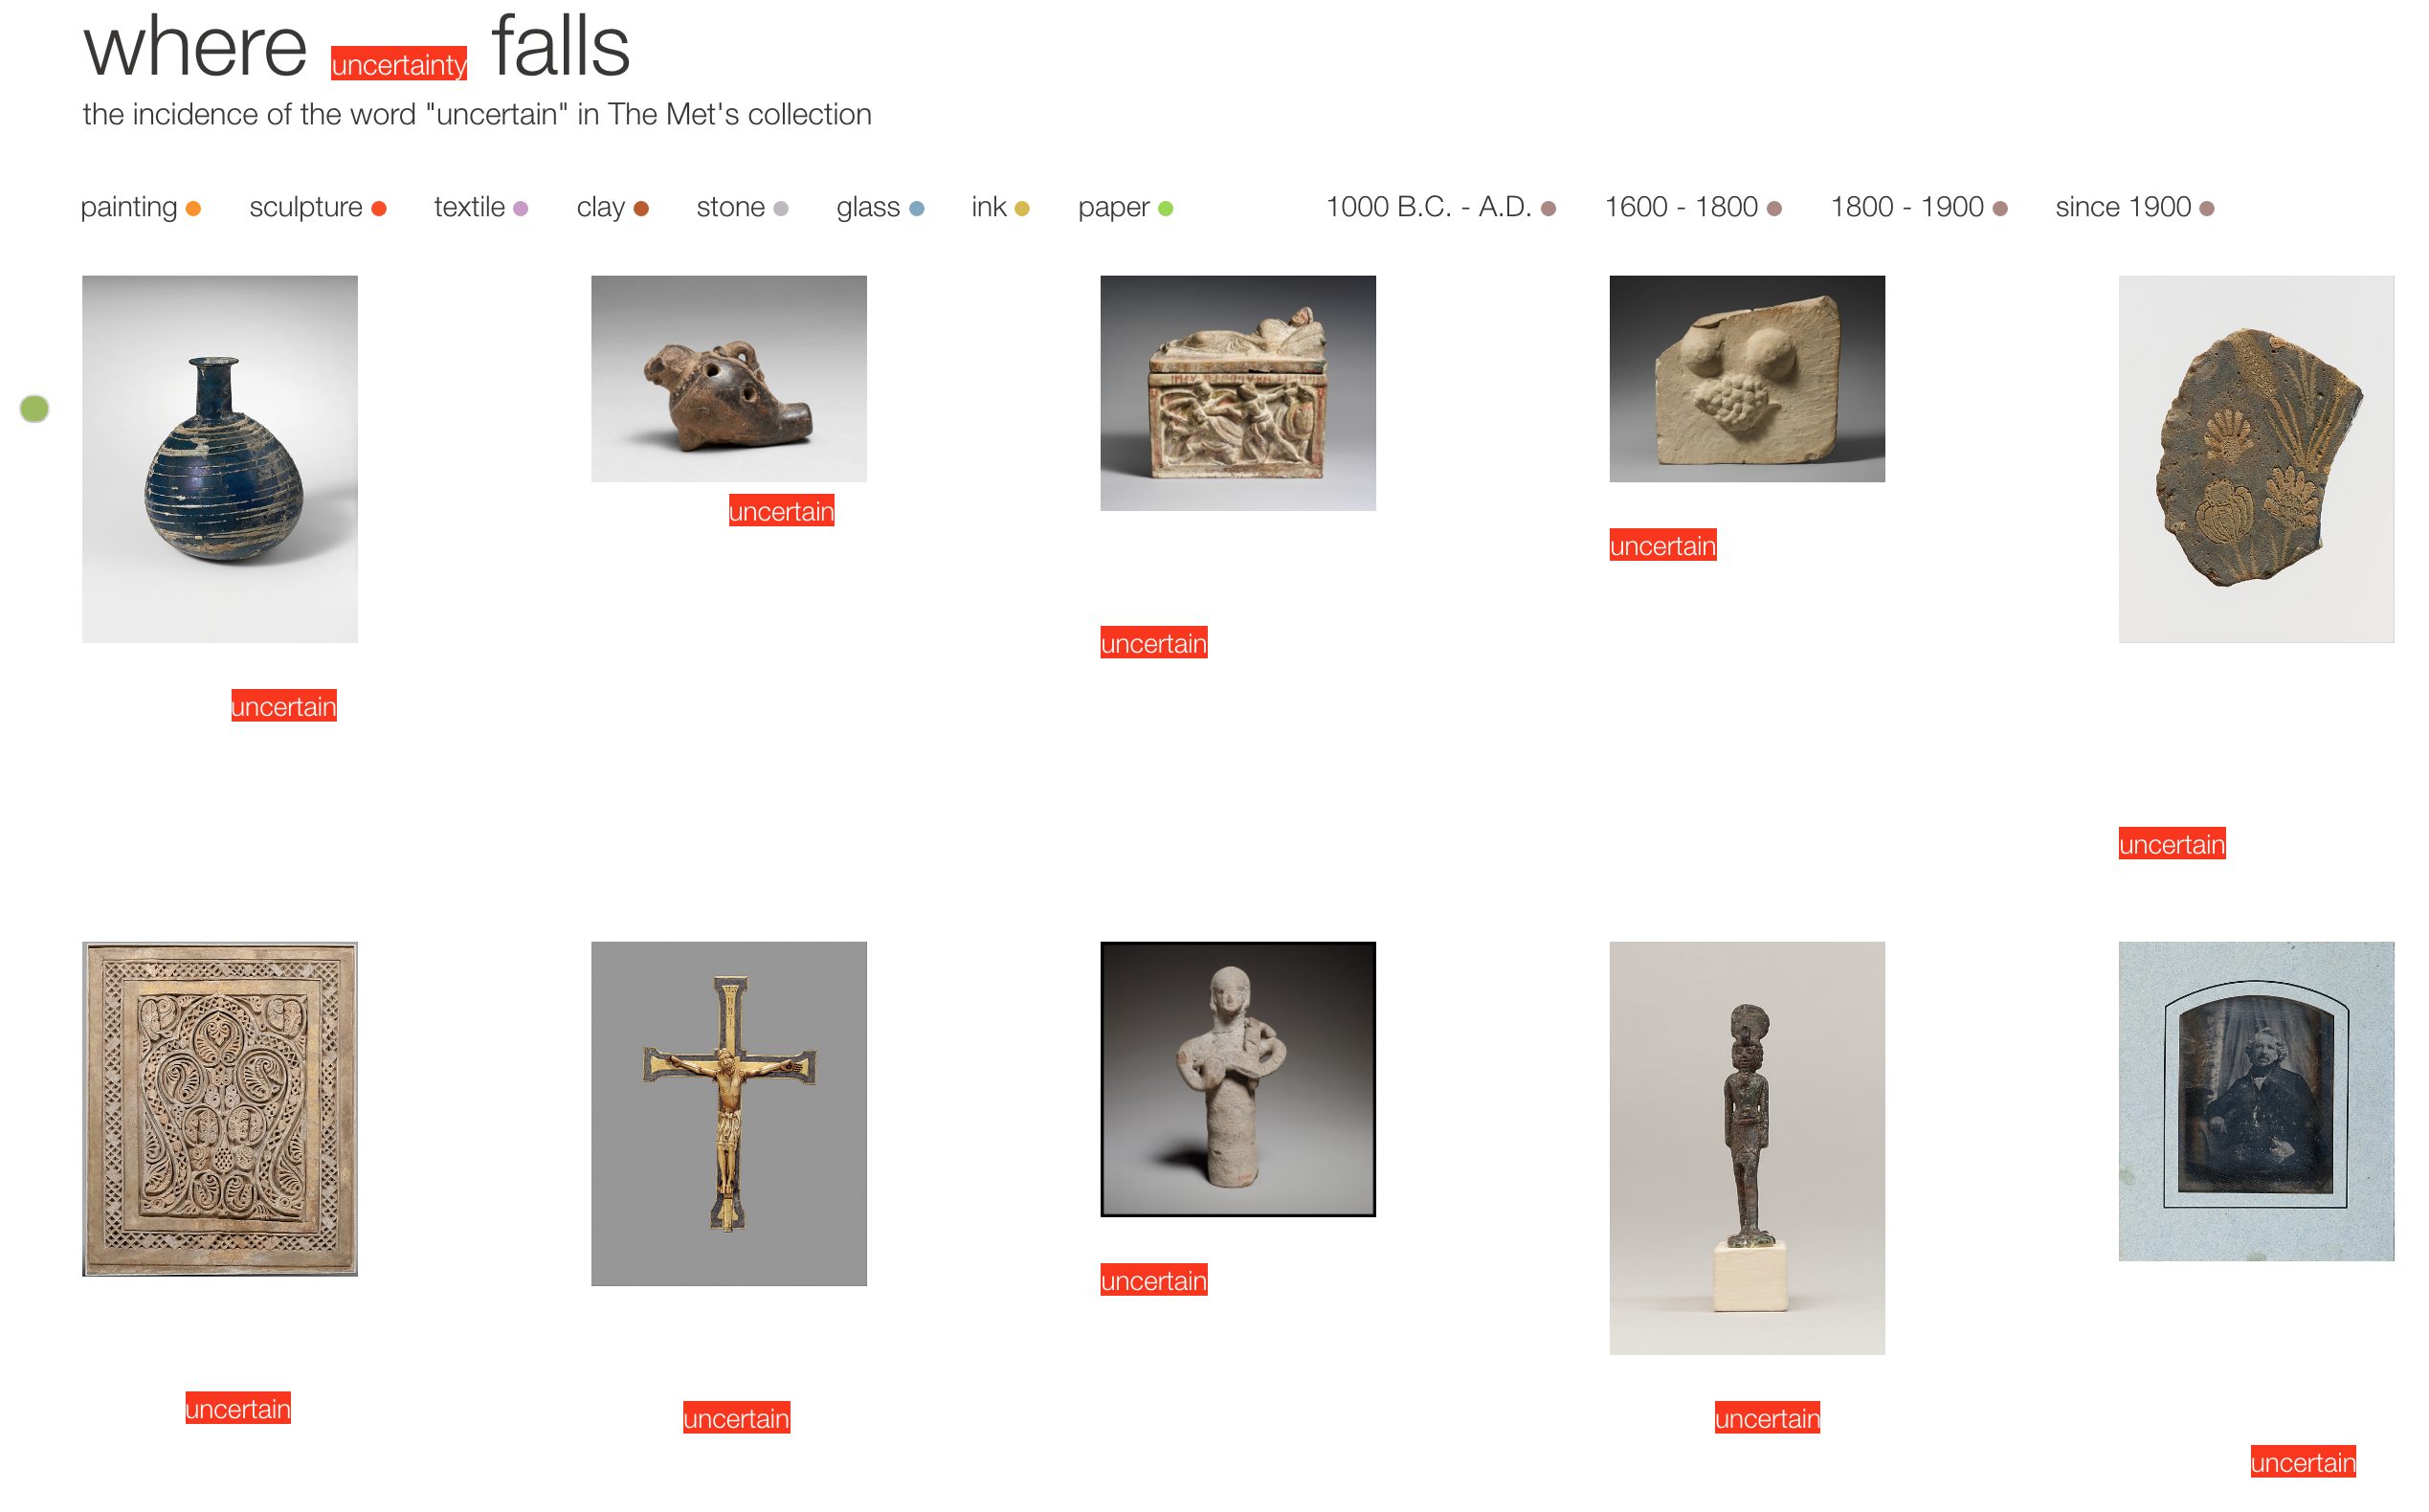 where uncertainty falls
the incidence of the word "uncertain" in The Met's collection
painting sculpture textile clay stone glass ink paper 1000 B.C. - A.D. 1600 - 1800 1800 - 1900 since 1900
uncertain
uncertain
uncertain
uncertain
uncertain
uncertain
uncertain
uncertain
uncertain
uncertain